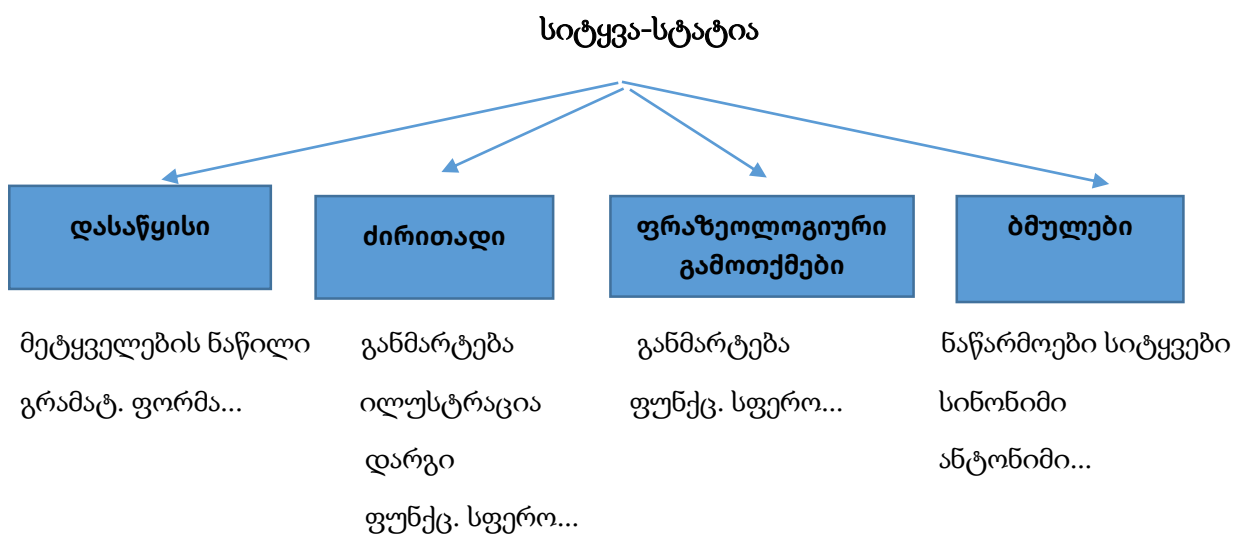 სიტყვა-სტატია
დასაწყისი
მეტყველების ნაწილი
გრამატ. ფორმა...
ძირითადი
განმარტება
ილუსტრაცია
დარგი
ფუნქც. სფერო...
ფრაზეოლოგიური
გამოთქმები
განმარტება
ფუნქც. სფერო...
ბმულები
ნაწარმოები სიტყვები
სინონიმი
ანტონიმი...